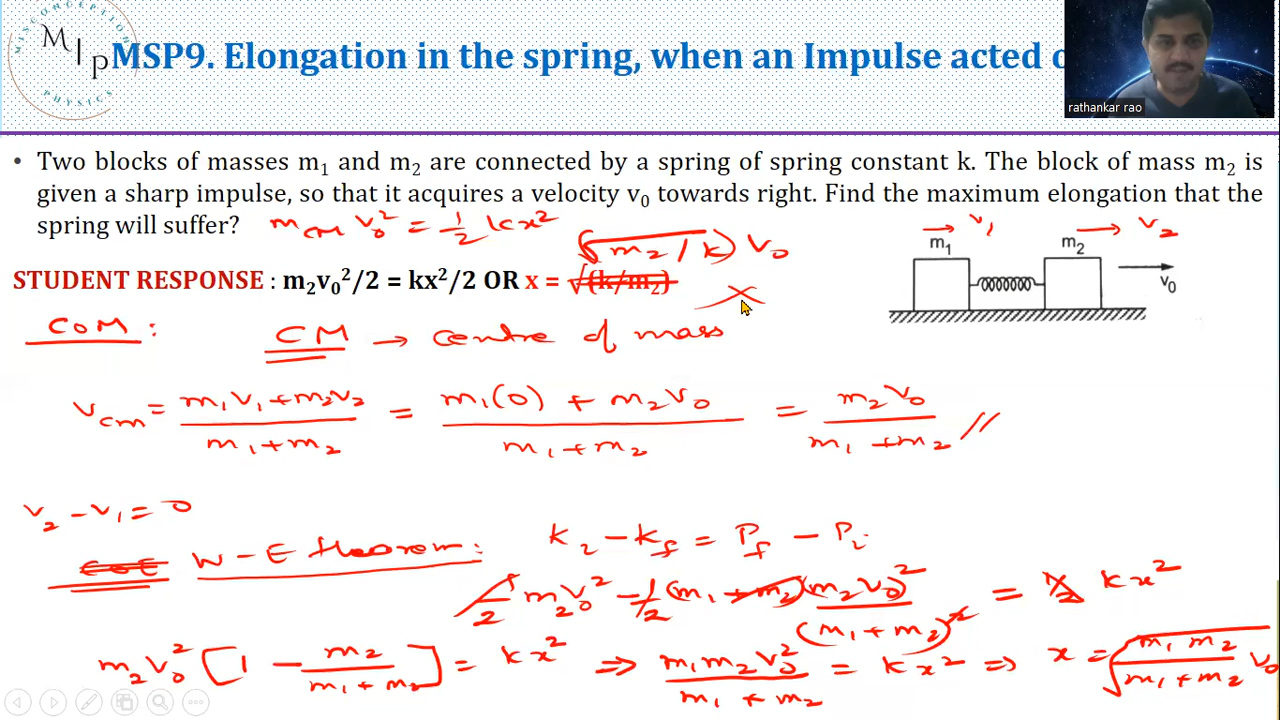 MISCONCEPTION
MIP
PHYSICS
MSP9. Elongation in the spring, when an Impulse acted o
rathankar rao
• Two blocks of masses m₁ and m₂ are connected by a spring of spring constant k. The block of mass m₂ is
given a sharp impulse, so that it acquires a velocity v₀ towards right. Find the maximum elongation that the
spring will suffer?
m_CM v₀² = 1/2 kx²
√(m₂/k) v₀
STUDENT RESPONSE : m₂v₀²/2 = kx²/2 OR x = √(k/m₂)
v₁ v₂
m₁ m₂
v₀
COM :
CM → centre of mass
v_cm = (m₁v₁+m₂v₂)/(m₁+m₂) = (m₁(0) + m₂v₀)/(m₁+m₂) = m₂v₀/(m₁+m₂) //
v₂ - v₁ = 0
COE W-E theorem:
K₂ - K_f = P_f - P₂
1/2 m₂v₀² - 1/2 (m₁+m₂) (m₂v₀)²/(m₁+m₂)² = 1/2 kx²
m₂v₀² [1 - m₂/(m₁+m₂)] = kx² ⇒ m₁m₂v₀²/(m₁+m₂) = kx² ⇒ x = √(m₁m₂/(m₁+m₂)) v₀